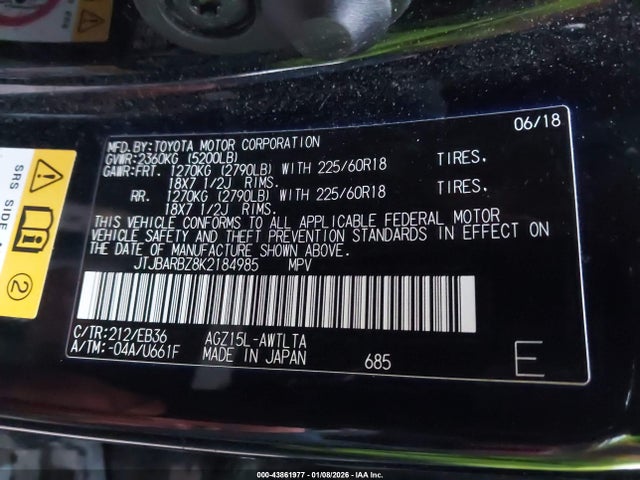 06/18
MFD. BY: TOYOTA MOTOR CORPORATION
GVWR: 2360KG (5200LB)
GAWR: FRT. 1270KG (2790LB) WITH 225/60R18 TIRES,
18X7 1/2J RIMS.
RR. 1270KG (2790LB) WITH 225/60R18 TIRES,
18X7 1/2J RIMS.
THIS VEHICLE CONFORMS TO ALL APPLICABLE FEDERAL MOTOR
VEHICLE SAFETY AND THEFT PREVENTION STANDARDS IN EFFECT ON
THE DATE OF MANUFACTURE SHOWN ABOVE.
JTJBARBZ8K2184985 MPV
C/TR: 212/EB36 AGZ15L-AWTLTA
A/TM: -04A/U661F MADE IN JAPAN 685 E
SRS SIDE
2
000-43861977 - 01/08/2026 - IAA Inc.